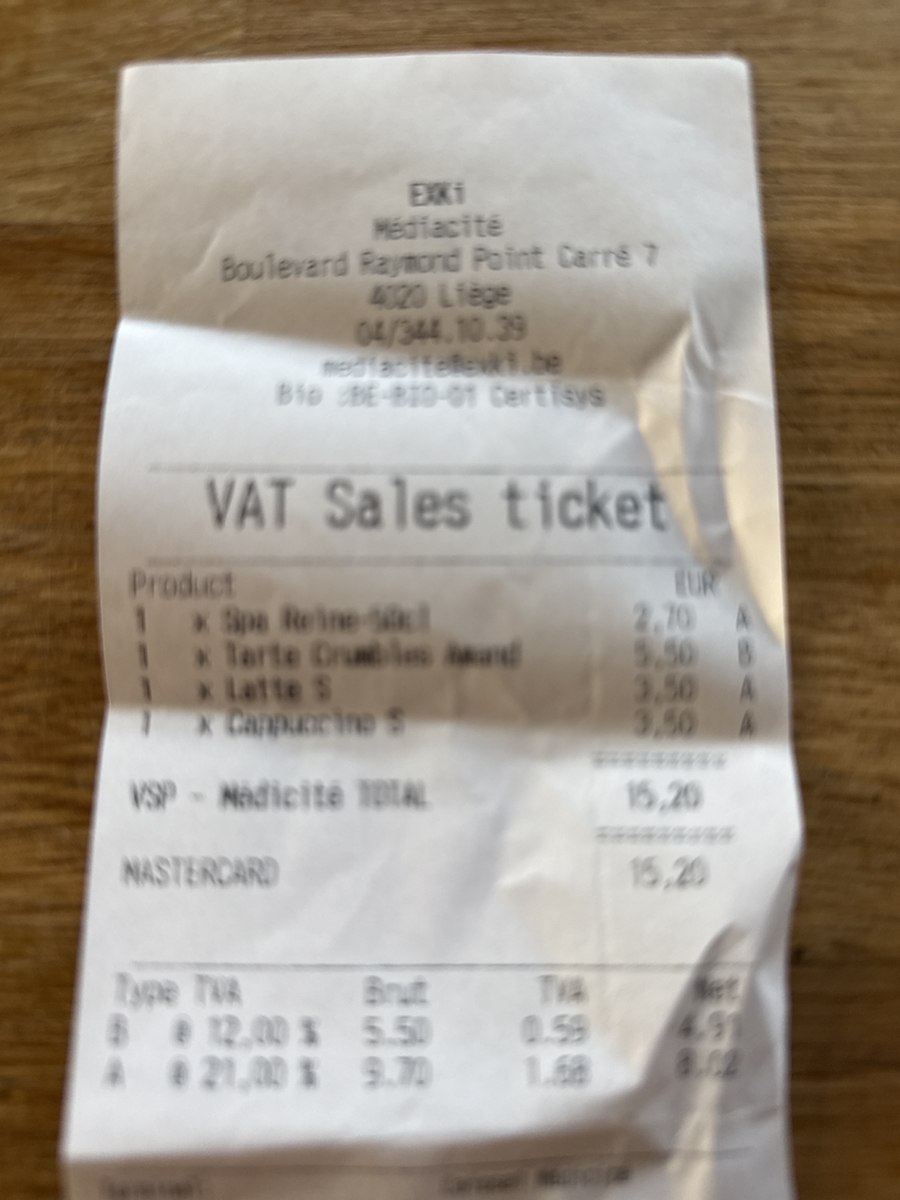 EXKi
Médiacité
Boulevard Raymond Point Carré 7
4020 Liège
04/344.10.39
mediacite@exki.be
Bio :BE-BIO-01 Certisys
VAT Sales ticket
Product EUR
1 x Spa Reine-50cl 2,70 A
1 x Tarte Crumbles Amand 5,50 B
1 x Latte S 3,50 A
1 x Cappuccino S 3,50 A
=========
VSP - Médicité TOTAL 15,20
=========
MASTERCARD 15,20
Type TVA Brut TVA Net
B @ 12,00 % 5.50 0.59 4.91
A @ 21,00 % 9.70 1.68 8.02